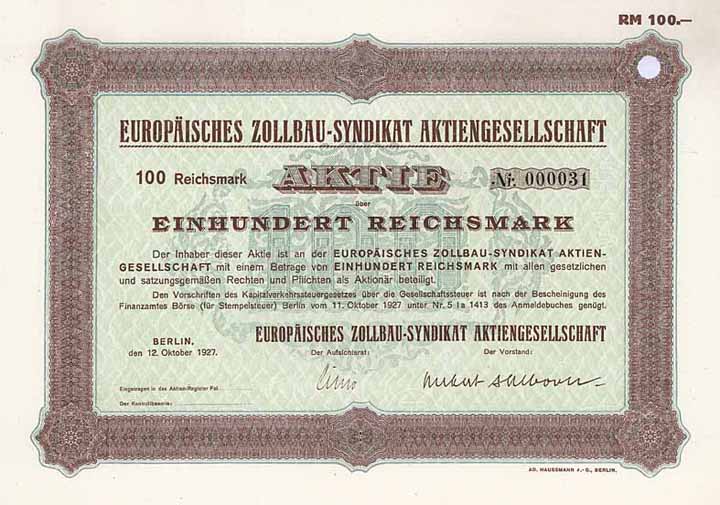 RM 100.—
EUROPÄISCHES ZOLLBAU-SYNDIKAT AKTIENGESELLSCHAFT
100 Reichsmark AKTIE Nr. 000031
über
EINHUNDERT REICHSMARK
Der Inhaber dieser Aktie ist an der EUROPÄISCHES ZOLLBAU-SYNDIKAT AKTIEN-
GESELLSCHAFT mit einem Betrage von EINHUNDERT REICHSMARK mit allen gesetzlichen
und satzungsgemäßen Rechten und Pflichten als Aktionär beteiligt.
Den Vorschriften des Kapitalverkehrssteuergesetzes über die Gesellschaftssteuer ist nach der Bescheinigung des
Finanzamtes Börse (für Stempelsteuer) Berlin vom 11. Oktober 1927 unter Nr. 5 I a 1413 des Anmeldebuches genügt.
EUROPÄISCHES ZOLLBAU-SYNDIKAT AKTIENGESELLSCHAFT
BERLIN,
den 12. Oktober 1927.
Der Aufsichtsrat: Der Vorstand:
Eingetragen in das Aktien-Register Fol.
Der Kontrollbeamte:
AD. HAUSSMANN A.-G., BERLIN.